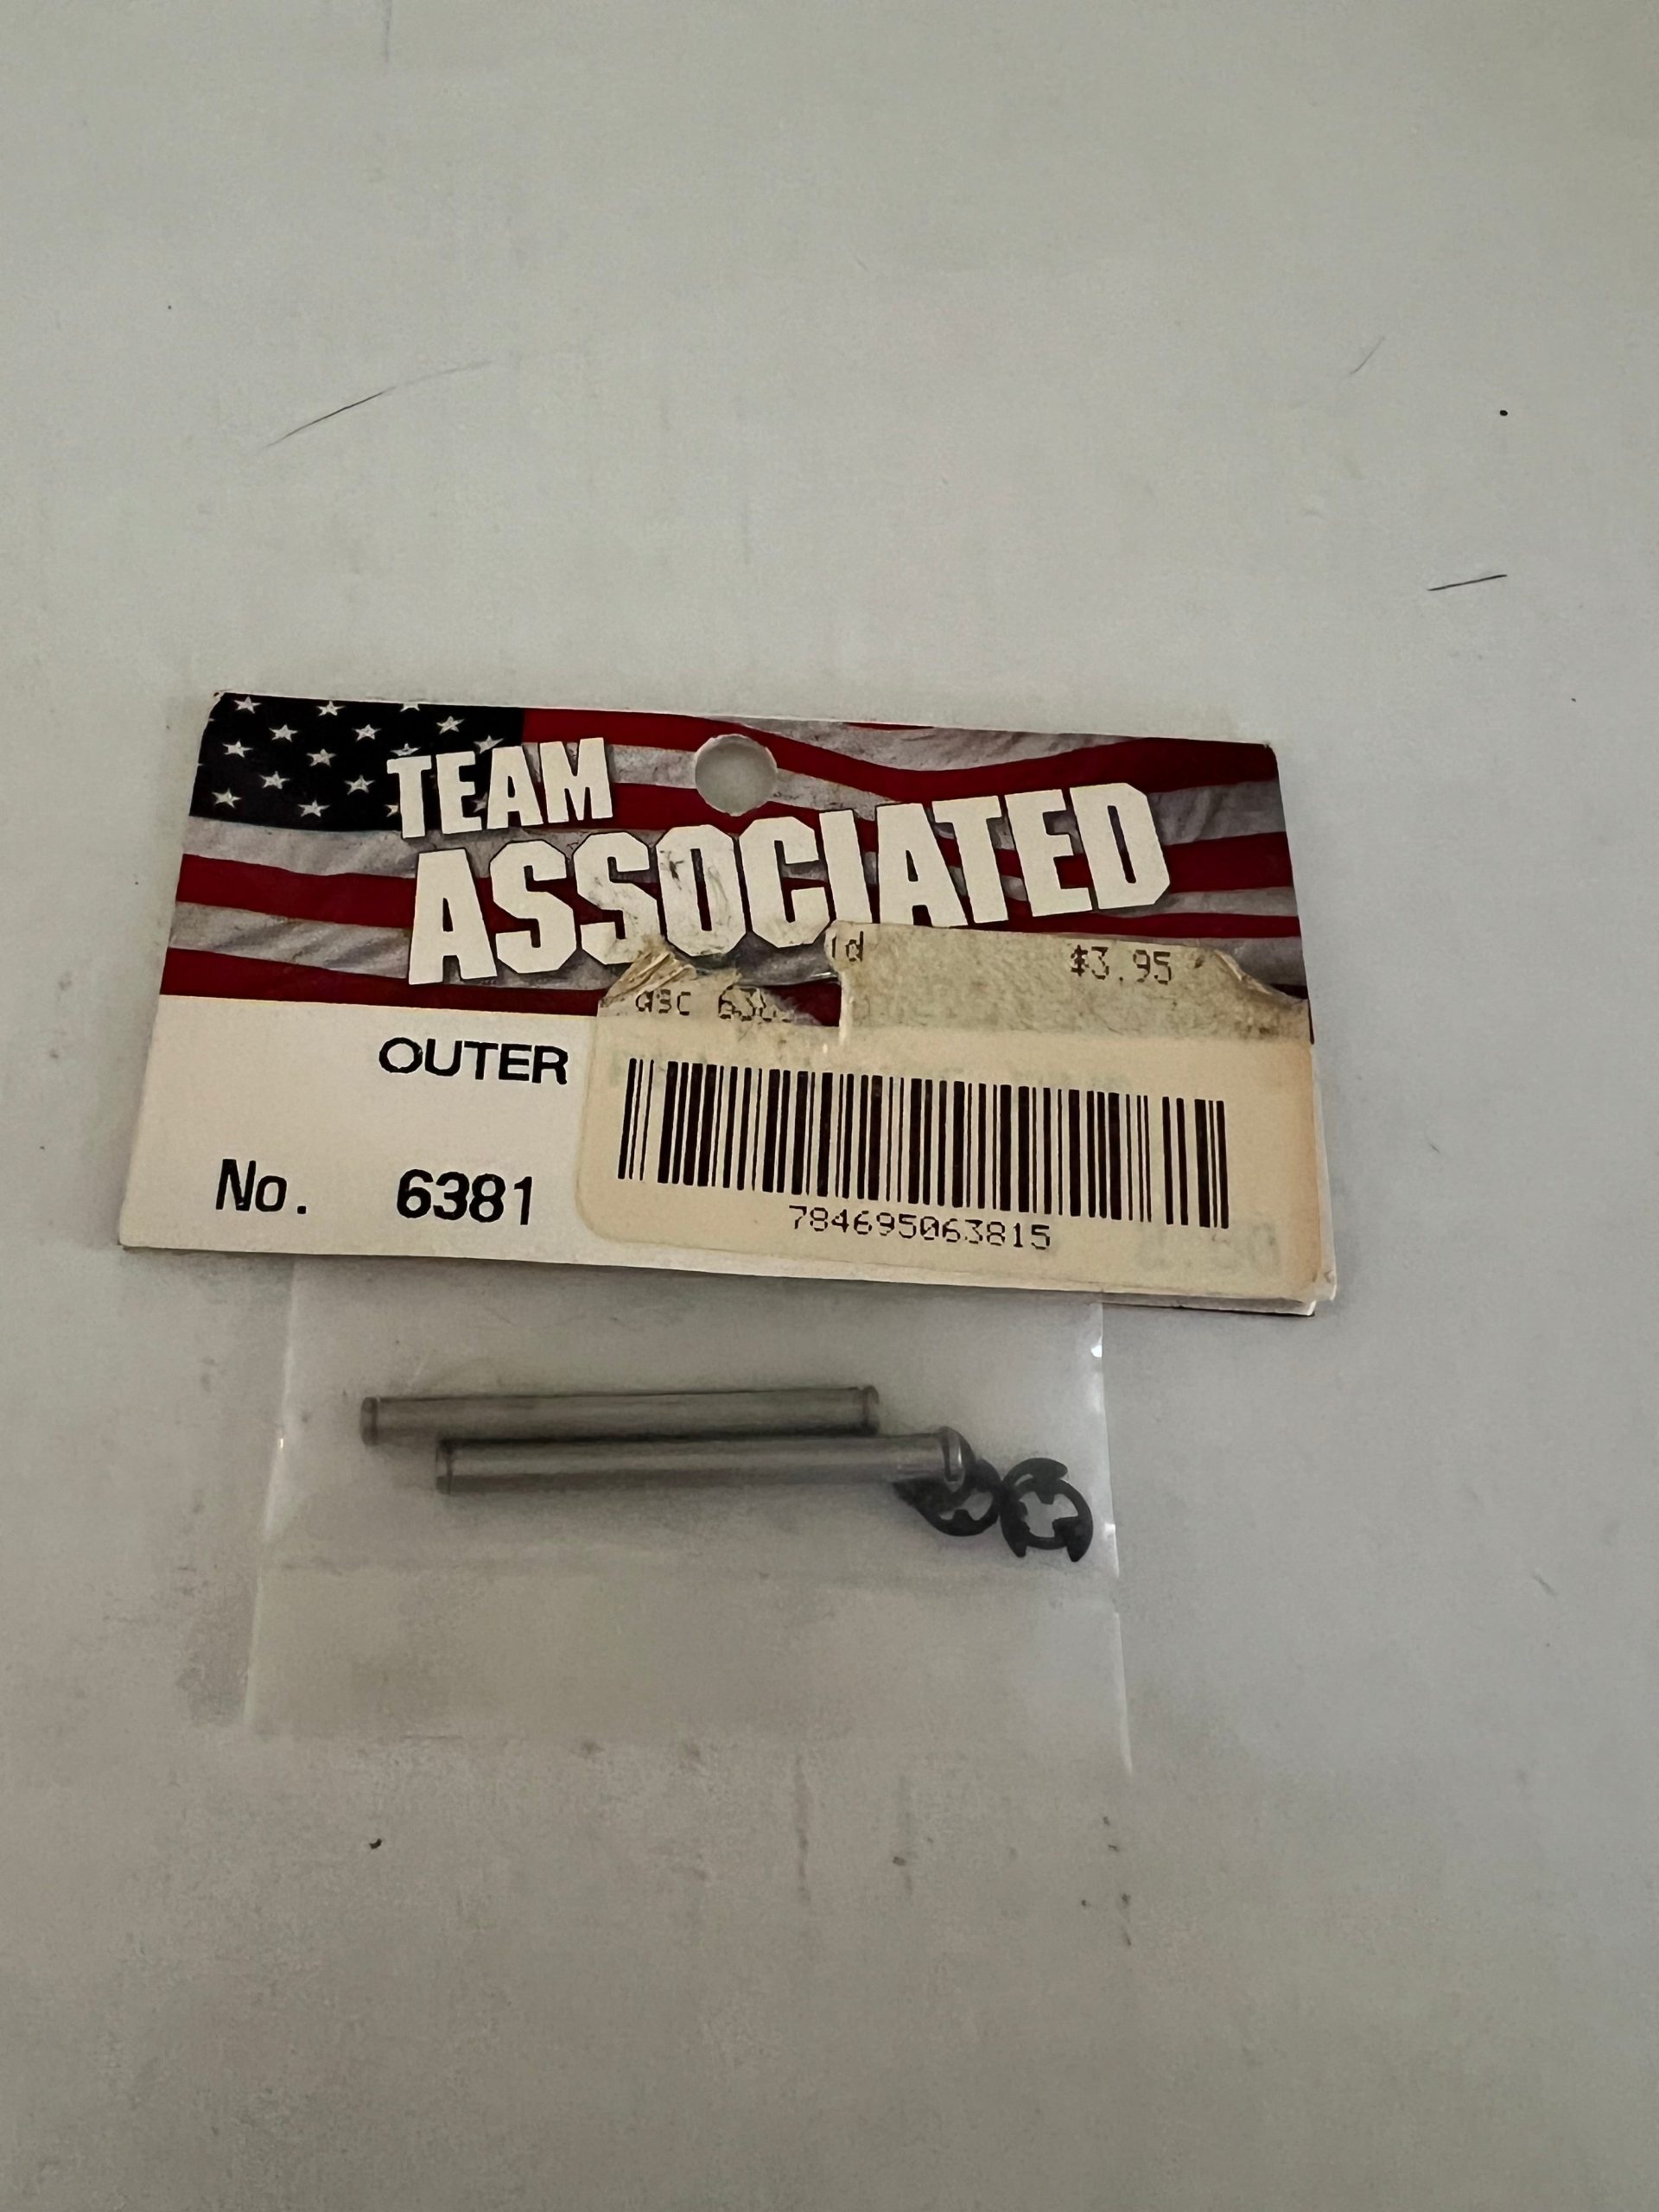 TEAM
ASSOCIATED
$3.95
OUTER
No. 6381
784695063815